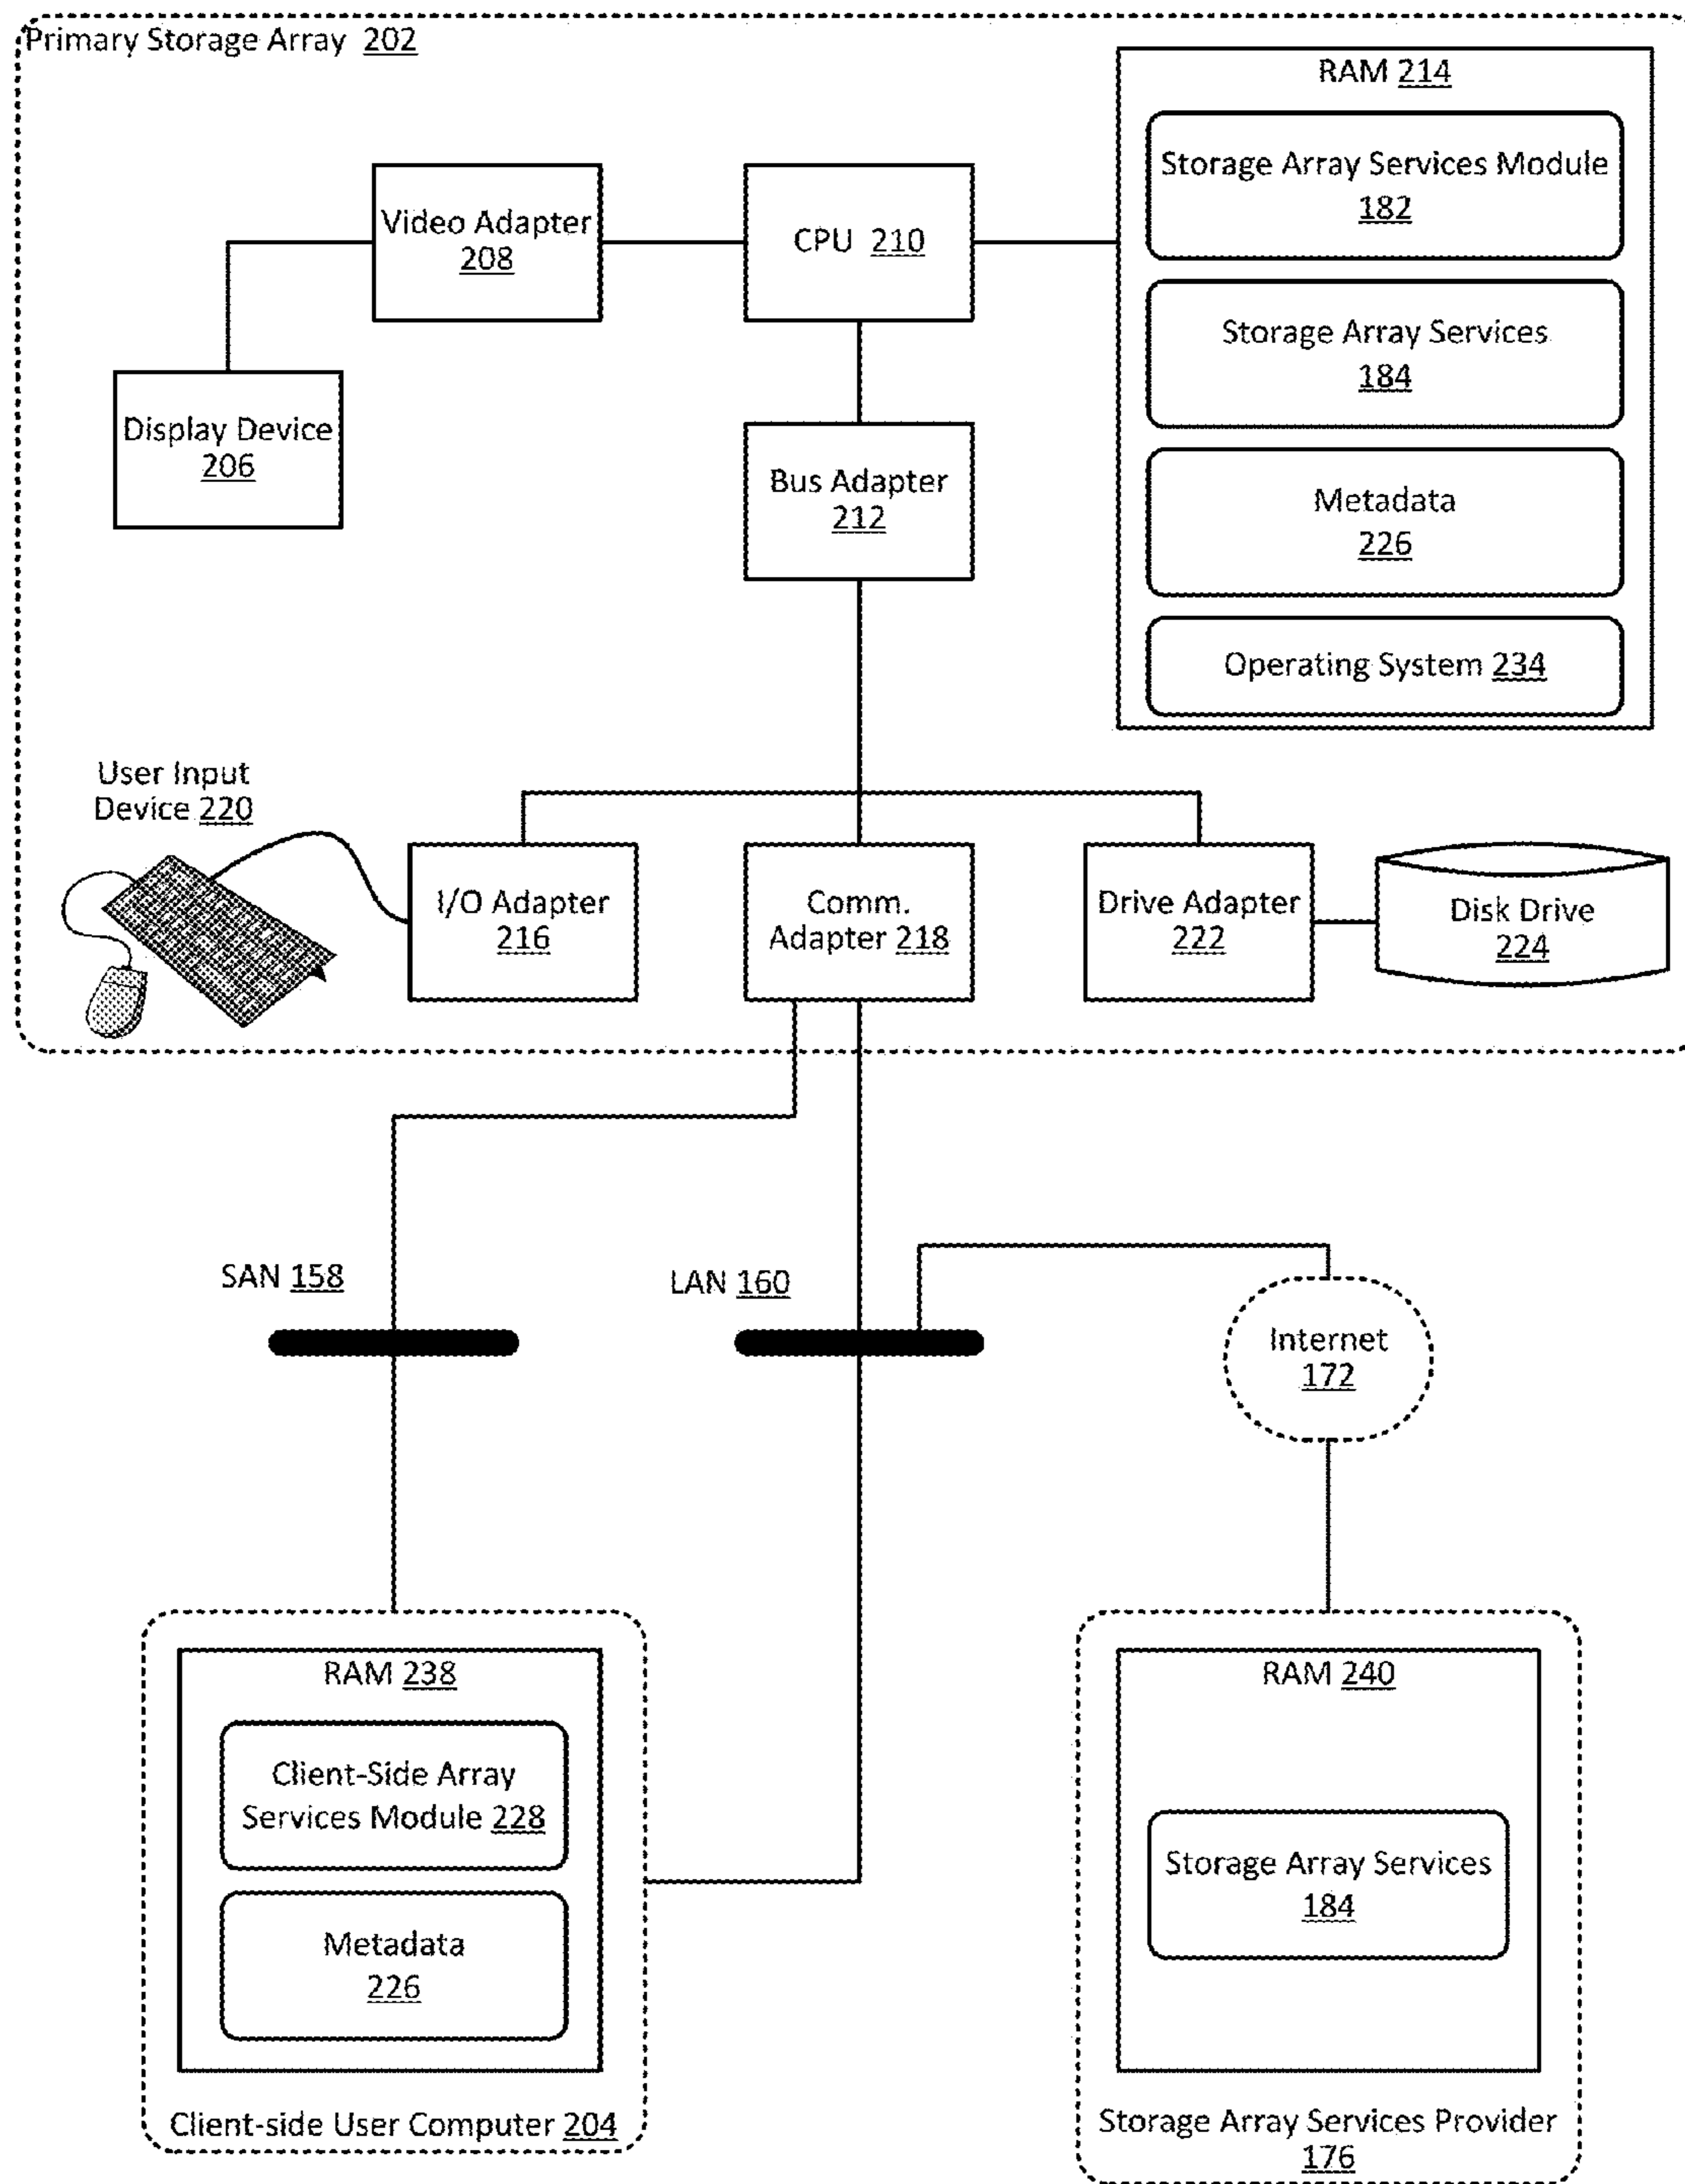 Primary Storage Array 202
RAM 214
Storage Array Services Module
182
Video Adapter
208
CPU 210
Storage Array Services
184
Display Device
206
Bus Adapter
212
Metadata
226
Operating System 234
User Input
Device 220
I/O Adapter
216
Comm.
Adapter 218
Drive Adapter
222
Disk Drive
224
SAN 158
LAN 160
Internet
172
RAM 238
Client-Side Array
Services Module 228
Metadata
226
Client-side User Computer 204
RAM 240
Storage Array Services
184
Storage Array Services Provider
176